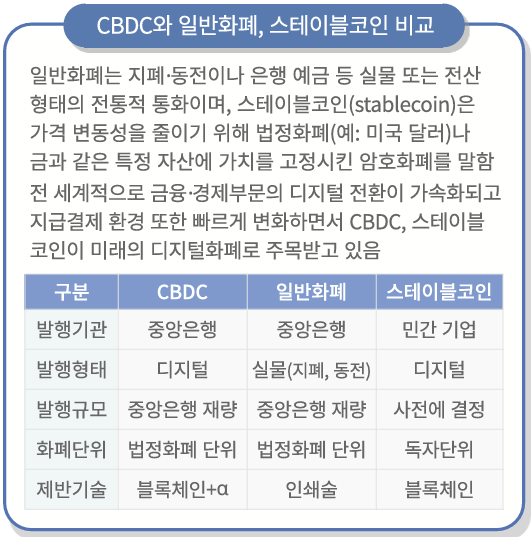 CBDC와 일반화폐, 스테이블코인 비교
일반화폐는 지폐·동전이나 은행 예금 등 실물 또는 전산
형태의 전통적 통화이며, 스테이블코인(stablecoin)은
가격 변동성을 줄이기 위해 법정화폐(예: 미국 달러)나
금과 같은 특정 자산에 가치를 고정시킨 암호화폐를 말함
전 세계적으로 금융·경제부문의 디지털 전환이 가속화되고
지급결제 환경 또한 빠르게 변화하면서 CBDC, 스테이블
코인이 미래의 디지털화폐로 주목받고 있음
구분 CBDC 일반화폐 스테이블코인
발행기관 중앙은행 중앙은행 민간 기업
발행형태 디지털 실물(지폐, 동전) 디지털
발행규모 중앙은행 재량 중앙은행 재량 사전에 결정
화폐단위 법정화폐 단위 법정화폐 단위 독자단위
제반기술 블록체인+α 인쇄술 블록체인